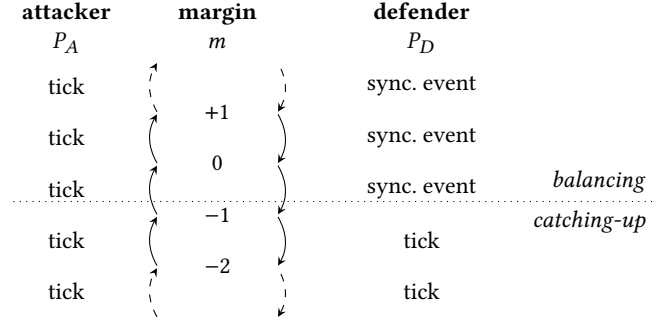 attacker margin defender
P_A m P_D
tick sync. event
+1
tick sync. event
0
tick sync. event balancing
−1 catching-up
tick tick
−2
tick tick